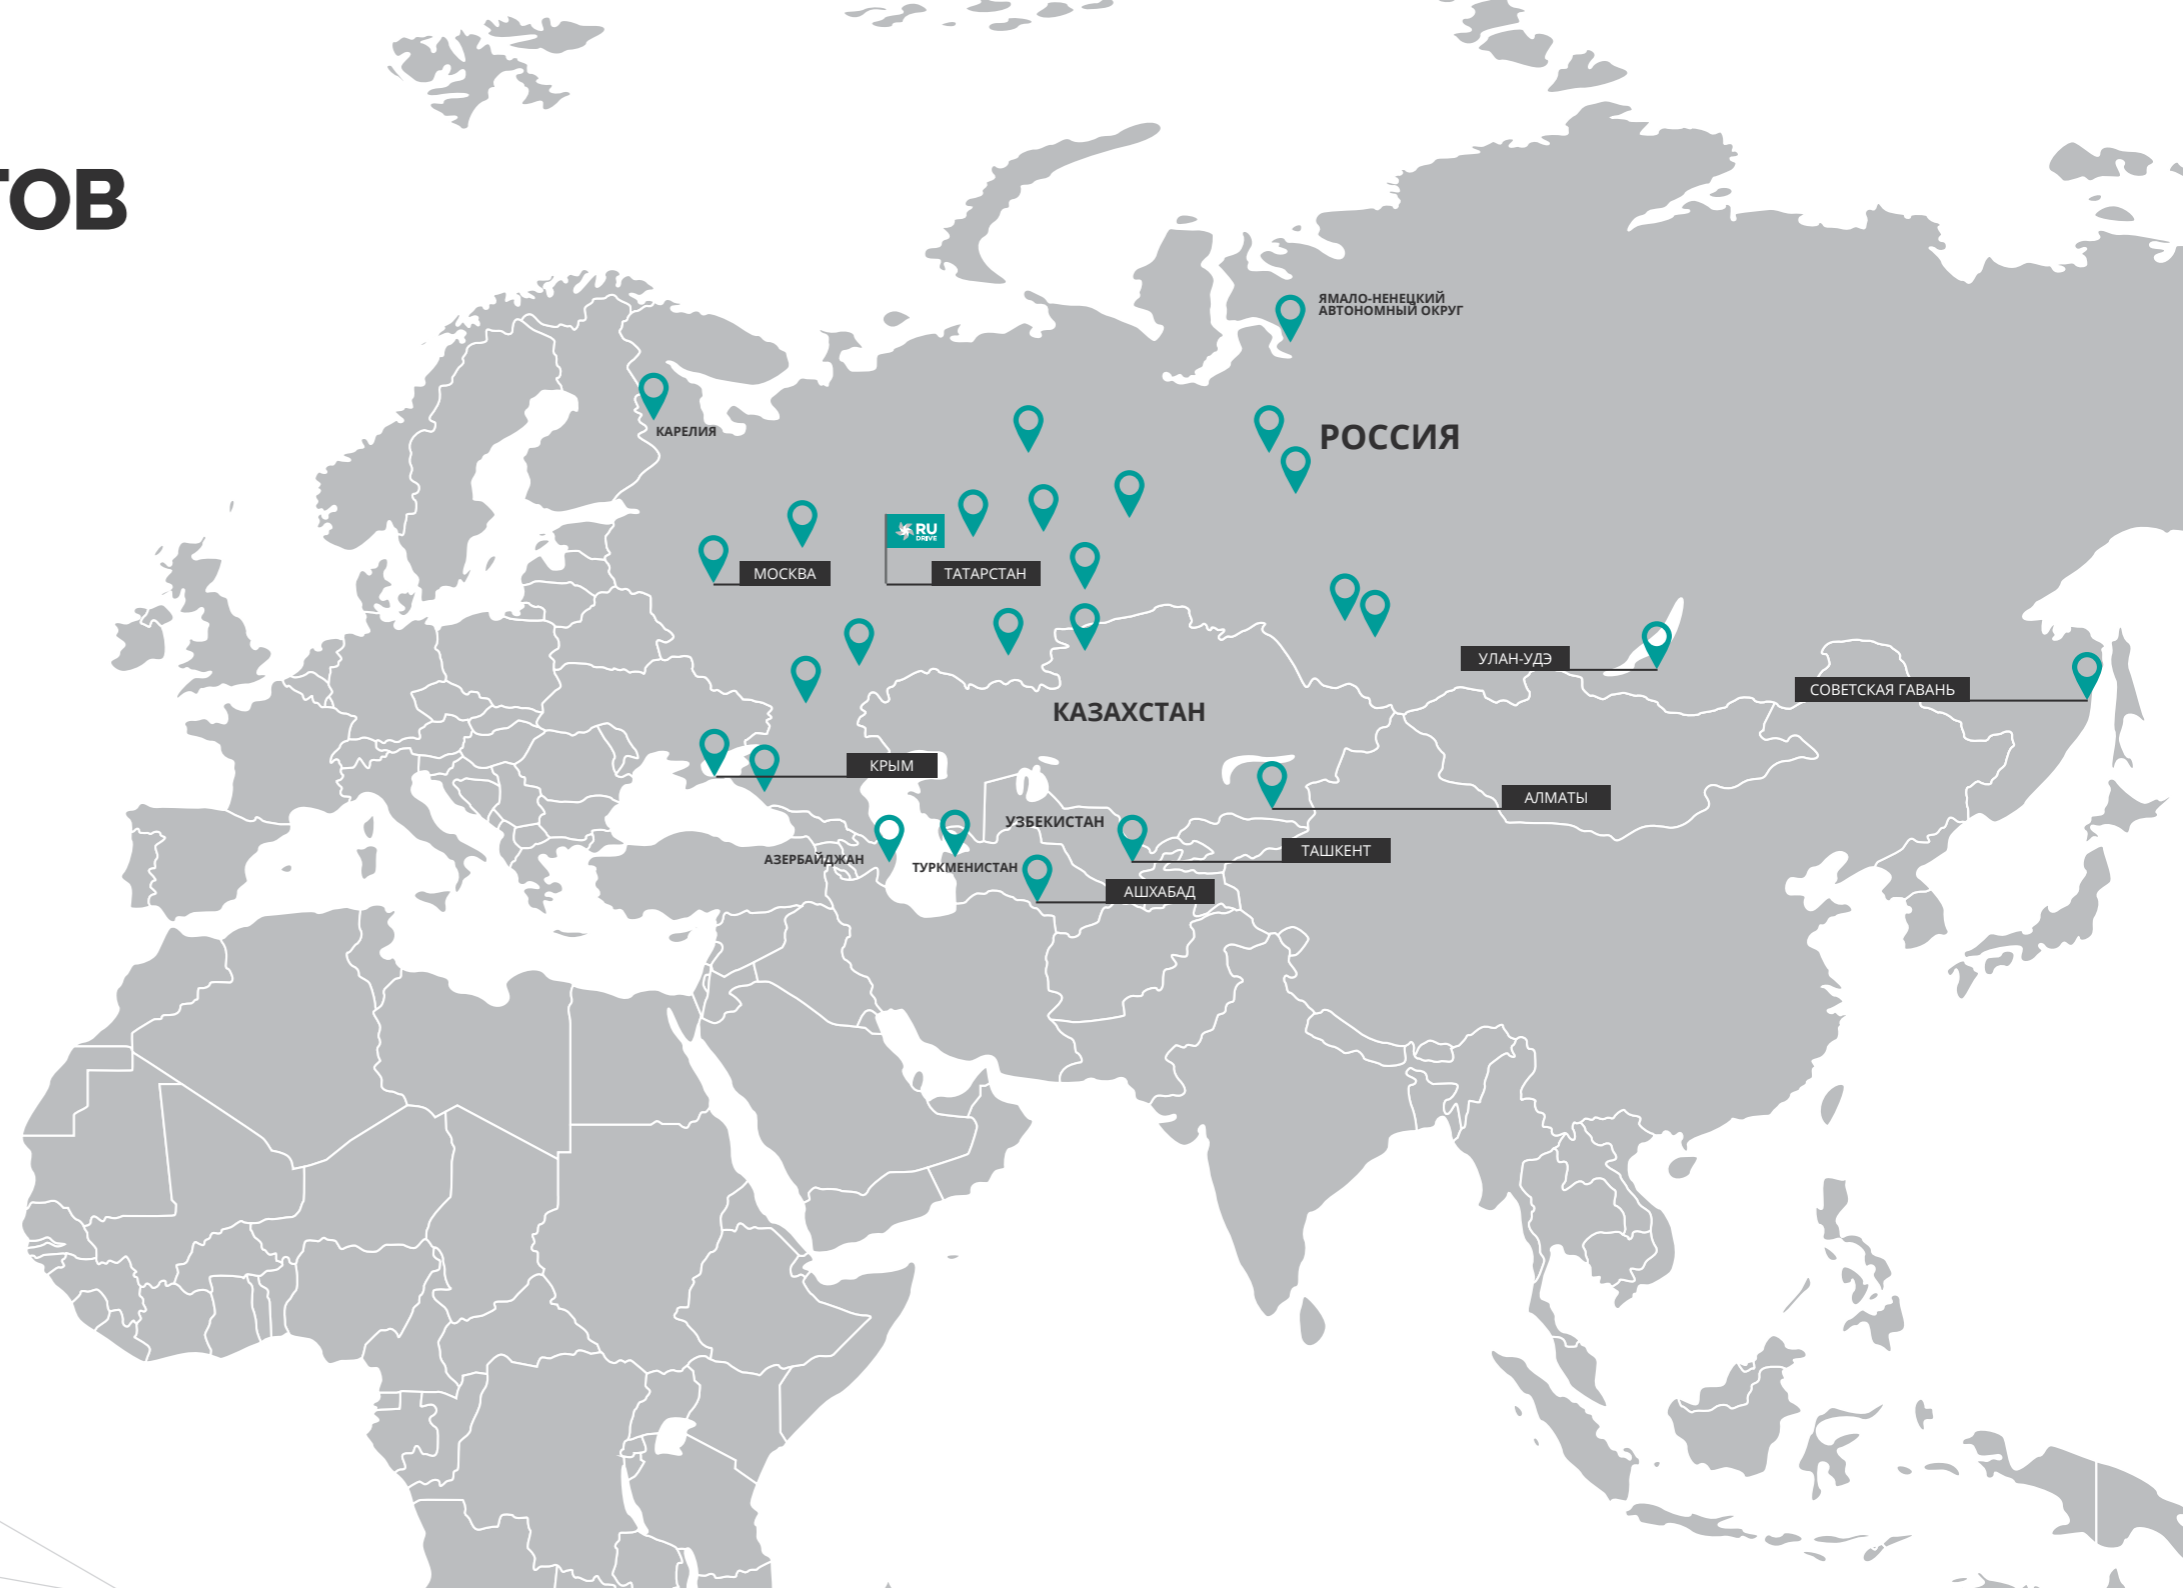 ТОВ
ЯМАЛО-НЕНЕЦКИЙ
АВТОНОМНЫЙ ОКРУГ
КАРЕЛИЯ
РОССИЯ
RU
DRIVE
МОСКВА
ТАТАРСТАН
УЛАН-УДЭ
СОВЕТСКАЯ ГАВАНЬ
КАЗАХСТАН
КРЫМ
АЛМАТЫ
УЗБЕКИСТАН
ТАШКЕНТ
АЗЕРБАЙДЖАН
ТУРКМЕНИСТАН
АШХАБАД